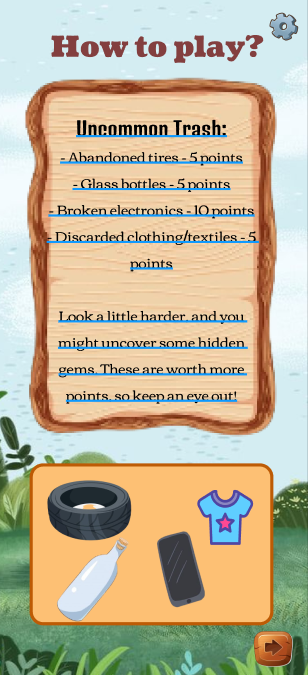 How to play?
Uncommon Trash:
- Abandoned tires - 5 points
- Glass bottles - 5 points
- Broken electronics - 10 points
- Discarded clothing/textiles - 5
points
Look a little harder, and you
might uncover some hidden
gems. These are worth more
points, so keep an eye out!